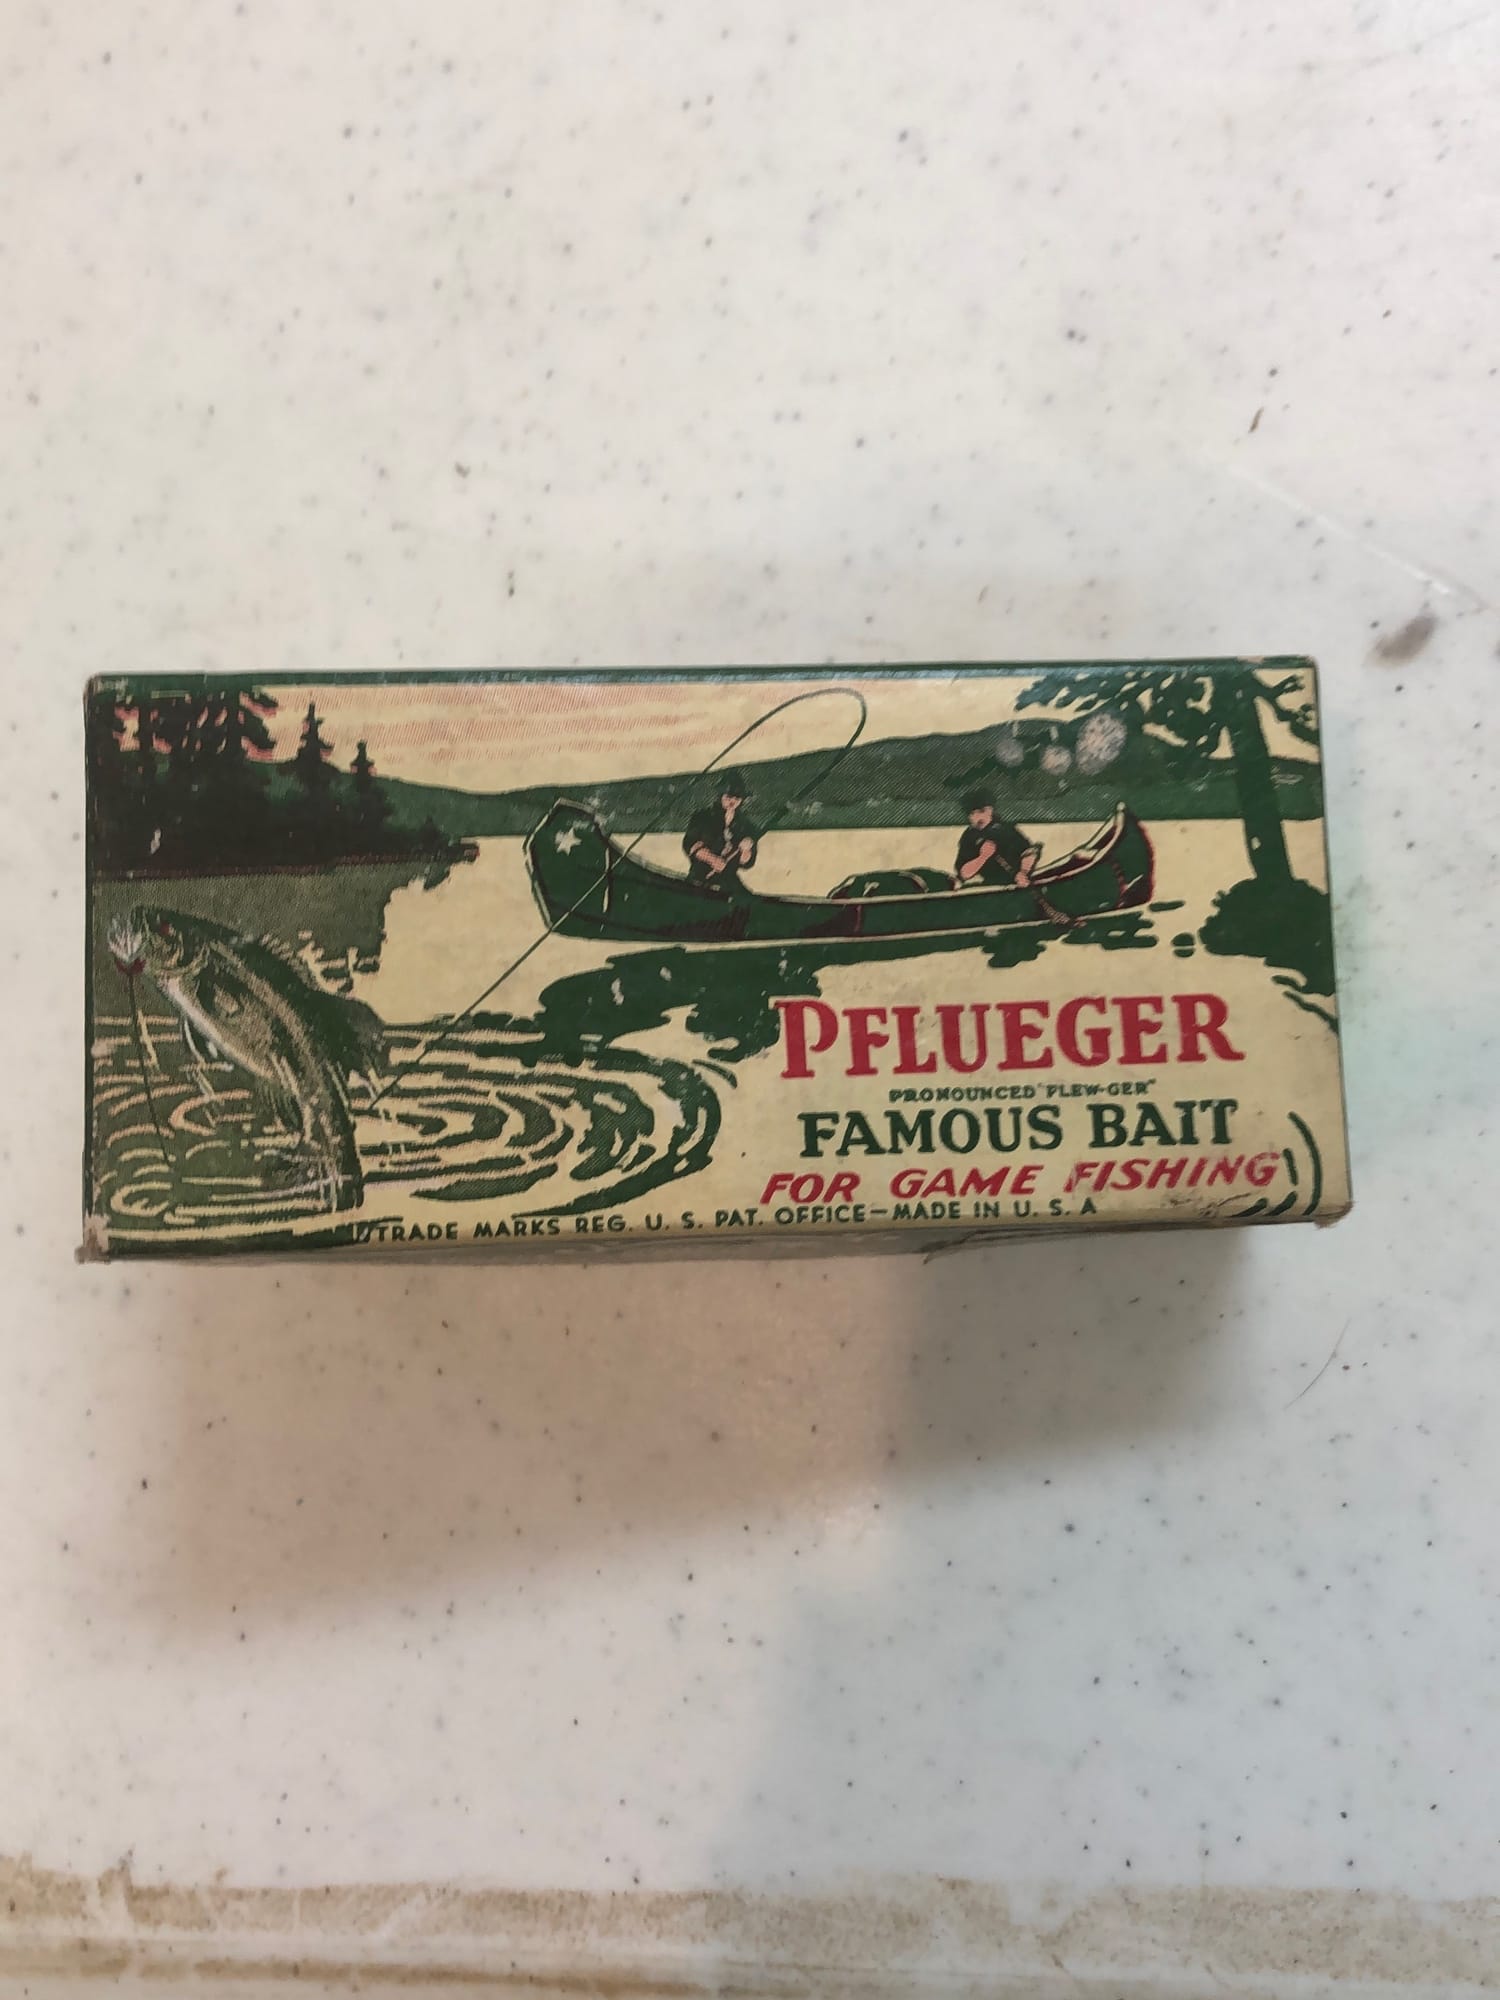 PFLUEGER
PRONOUNCED "FLEW-GER"
FAMOUS BAIT
FOR GAME FISHING
TRADE MARKS REG. U. S. PAT. OFFICE—MADE IN U. S. A